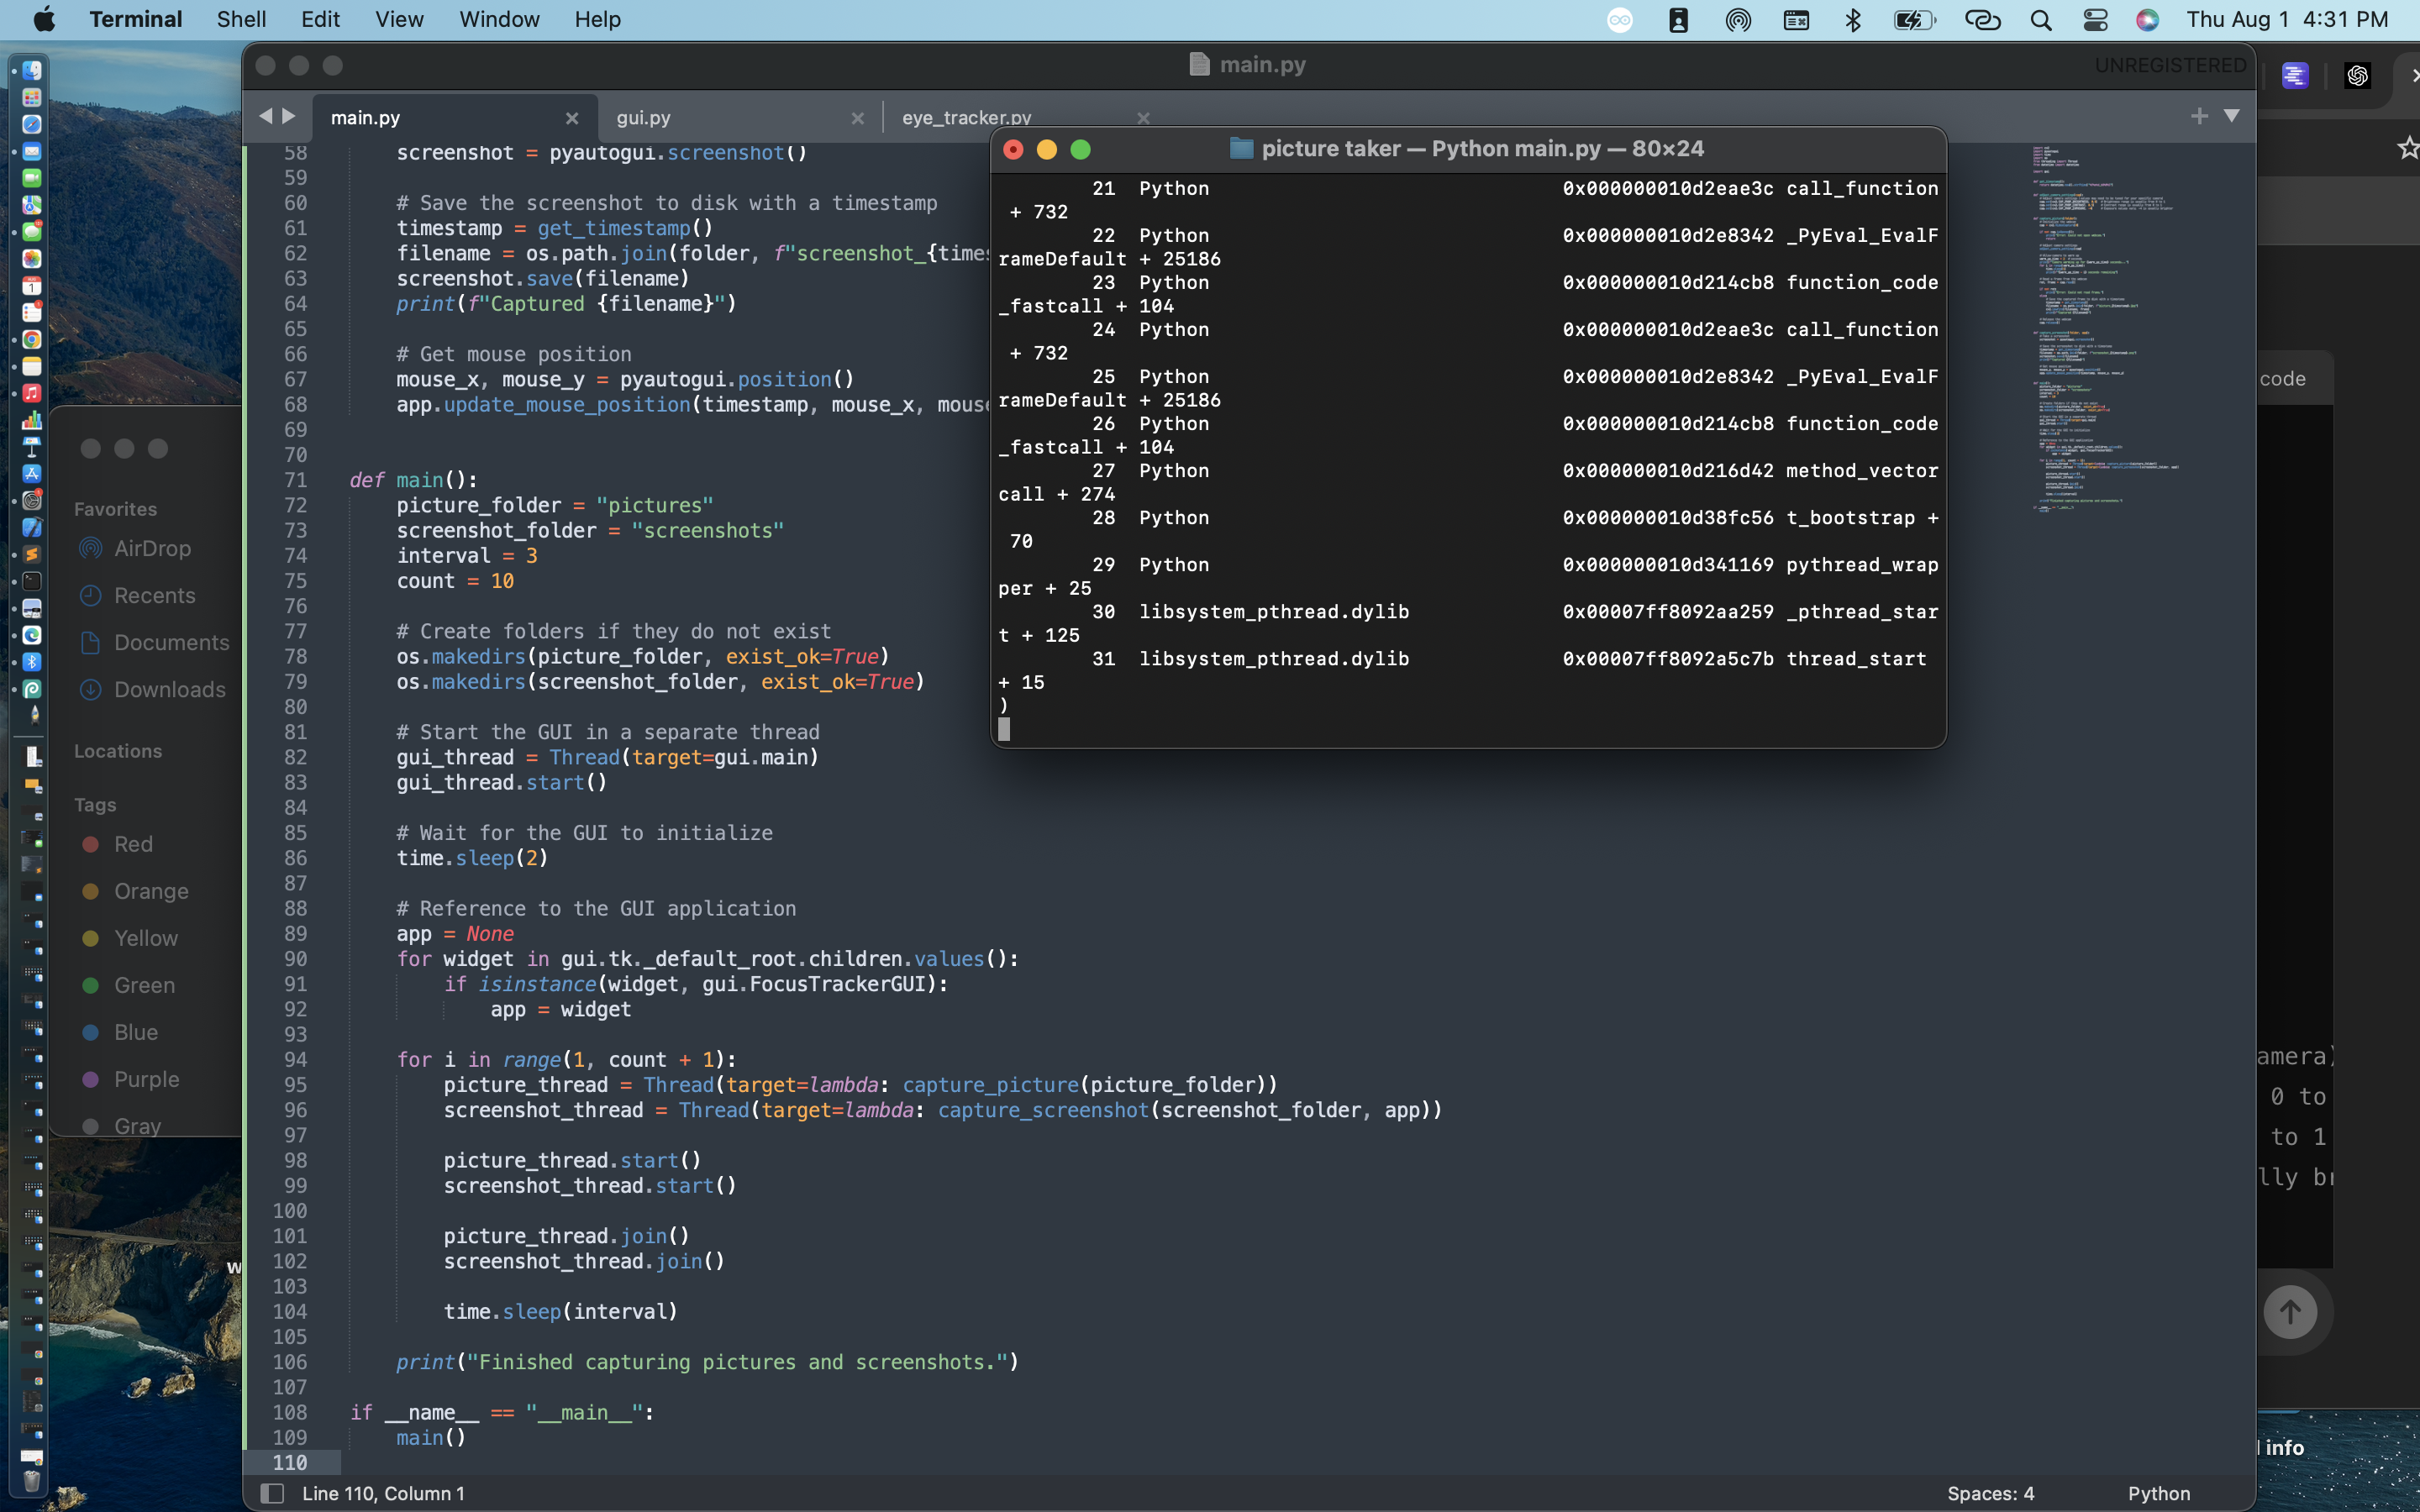 Terminal Shell Edit View Window Help Thu Aug 1 4:31 PM
main.py
UNREGISTERED
main.py gui.py eye_tracker.py
58 screenshot = pyautogui.screenshot()
59
60 # Save the screenshot to disk with a timestamp
61 timestamp = get_timestamp()
62 filename = os.path.join(folder, f"screenshot_{times
63 screenshot.save(filename)
64 print(f"Captured {filename}")
65
66 # Get mouse position
67 mouse_x, mouse_y = pyautogui.position()
68 app.update_mouse_position(timestamp, mouse_x, mous
69
70
71 def main():
72 picture_folder = "pictures"
73 screenshot_folder = "screenshots"
74 interval = 3
75 count = 10
76
77 # Create folders if they do not exist
78 os.makedirs(picture_folder, exist_ok=True)
79 os.makedirs(screenshot_folder, exist_ok=True)
80
81 # Start the GUI in a separate thread
82 gui_thread = Thread(target=gui.main)
83 gui_thread.start()
84
85 # Wait for the GUI to initialize
86 time.sleep(2)
87
88 # Reference to the GUI application
89 app = None
90 for widget in gui.tk._default_root.children.values():
91 if isinstance(widget, gui.FocusTrackerGUI):
92 app = widget
93
94 for i in range(1, count + 1):
95 picture_thread = Thread(target=lambda: capture_picture(picture_folder))
96 screenshot_thread = Thread(target=lambda: capture_screenshot(screenshot_folder, app))
97
98 picture_thread.start()
99 screenshot_thread.start()
100
101 picture_thread.join()
102 screenshot_thread.join()
103
104 time.sleep(interval)
105
106 print("Finished capturing pictures and screenshots.")
107
108 if __name__ == "__main__":
109 main()
110
Line 110, Column 1
Spaces: 4
Python
picture taker — Python main.py — 80×24
21 Python 0x000000010d2eae3c call_function
+ 732
22 Python 0x000000010d2e8342 _PyEval_EvalF
rameDefault + 25186
23 Python 0x000000010d214cb8 function_code
_fastcall + 104
24 Python 0x000000010d2eae3c call_function
+ 732
25 Python 0x000000010d2e8342 _PyEval_EvalF
rameDefault + 25186
26 Python 0x000000010d214cb8 function_code
_fastcall + 104
27 Python 0x000000010d216d42 method_vector
call + 274
28 Python 0x000000010d38fc56 t_bootstrap +
70
29 Python 0x000000010d341169 pythread_wrap
per + 25
30 libsystem_pthread.dylib 0x00007ff8092aa259 _pthread_star
t + 125
31 libsystem_pthread.dylib 0x00007ff8092a5c7b thread_start
+ 15
)
Favorites
AirDrop
Recents
Documents
Downloads
Locations
Tags
Red
Orange
Yellow
Green
Blue
Purple
Gray
w
code
amera)
0 to
to 1
lly br
info